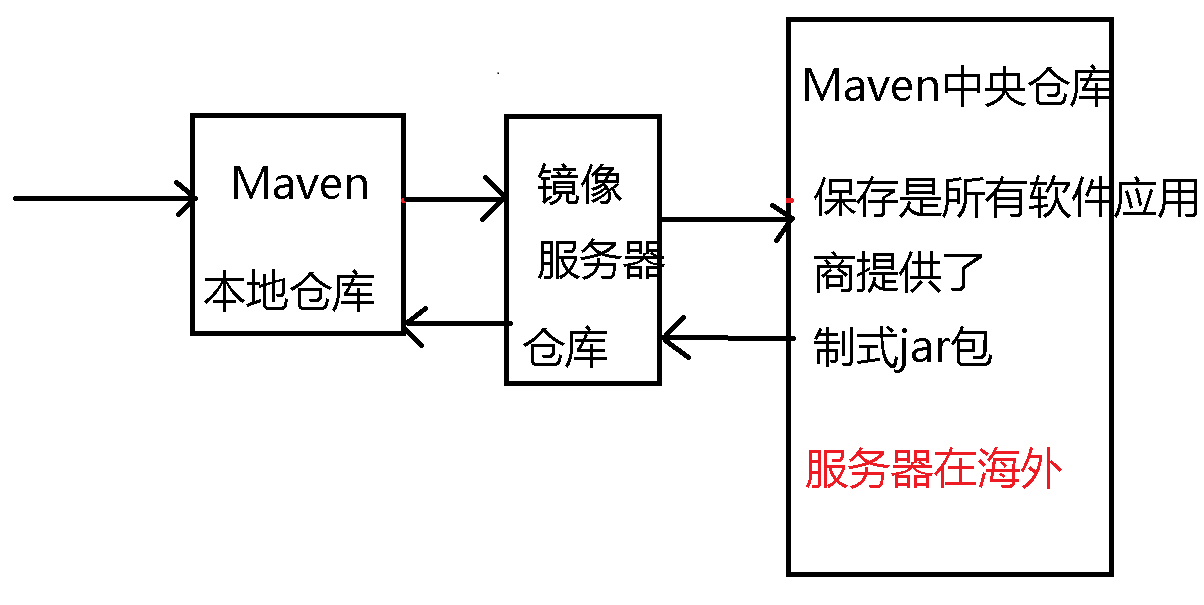 Maven
本地仓库
镜像
服务器
仓库
Maven中央仓库
保存是所有软件应用
商提供了
制式jar包
服务器在海外